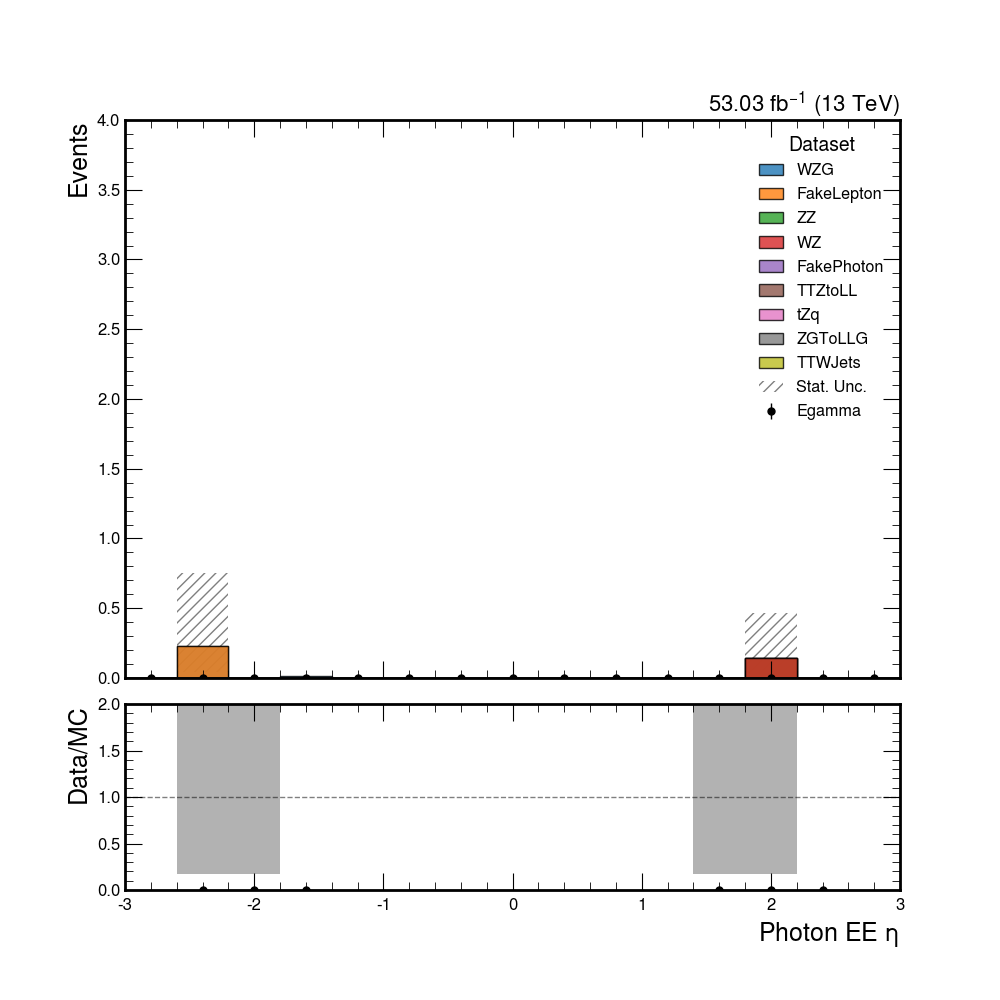 53.03 fb⁻¹ (13 TeV)
Events
4.0
3.5
3.0
2.5
2.0
1.5
1.0
0.5
0.0
Dataset
WZG
FakeLepton
ZZ
WZ
FakePhoton
TTZtoLL
tZq
ZGToLLG
TTWJets
Stat. Unc.
Egamma
Data/MC
2.0
1.5
1.0
0.5
0.0
-3 -2 -1 0 1 2 3
Photon EE η